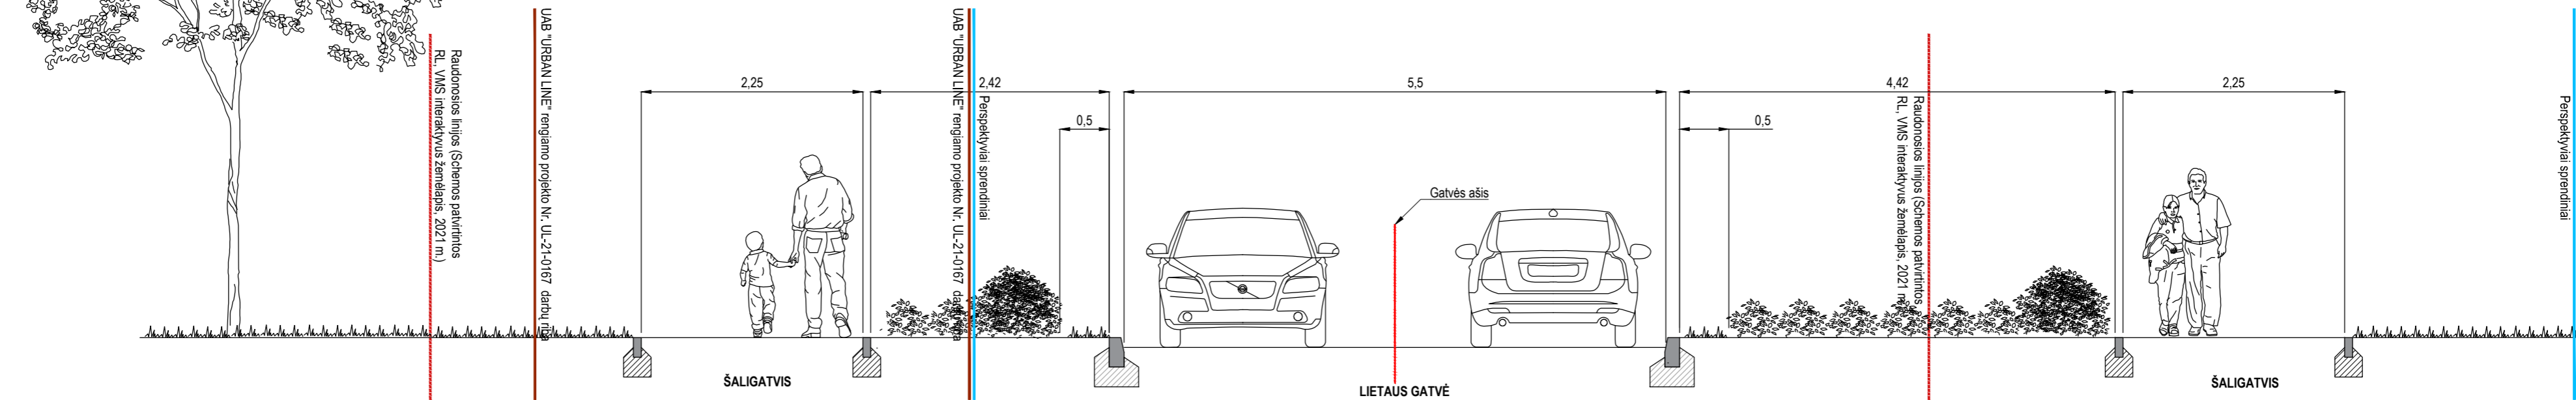 Raudonosios linijos (Schemos patvirtintos
RL, VMS interaktyvus žemėlapis, 2021 m.)
UAB "URBAN LINE" rengiamo projekto Nr. UL-21-0167 darbų riba
2,25
UAB "URBAN LINE" rengiamo projekto Nr. UL-21-0167 darbų riba
Perspektyviai sprendiniai
2,42
0,5
5,5
Gatvės ašis
4,42
0,5
Raudonosios linijos (Schemos patvirtintos
RL, VMS interaktyvus žemėlapis, 2021 m.)
2,25
Perspektyviai sprendiniai
ŠALIGATVIS
LIETAUS GATVĖ
ŠALIGATVIS